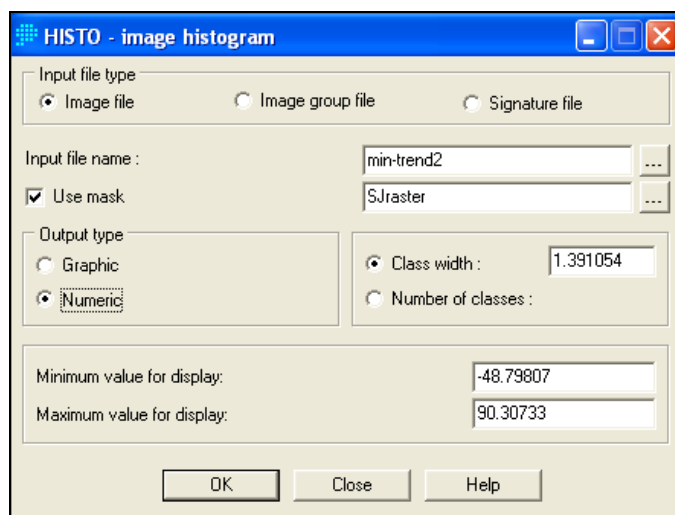 HISTO - image histogram
Input file type
Image file
Image group file
Signature file
Input file name :
min-trend2
...
Use mask
SJraster
...
Output type
Graphic
Numeric
Class width :
1.391054
Number of classes :
Minimum value for display:
-48.79807
Maximum value for display:
90.30733
OK
Close
Help